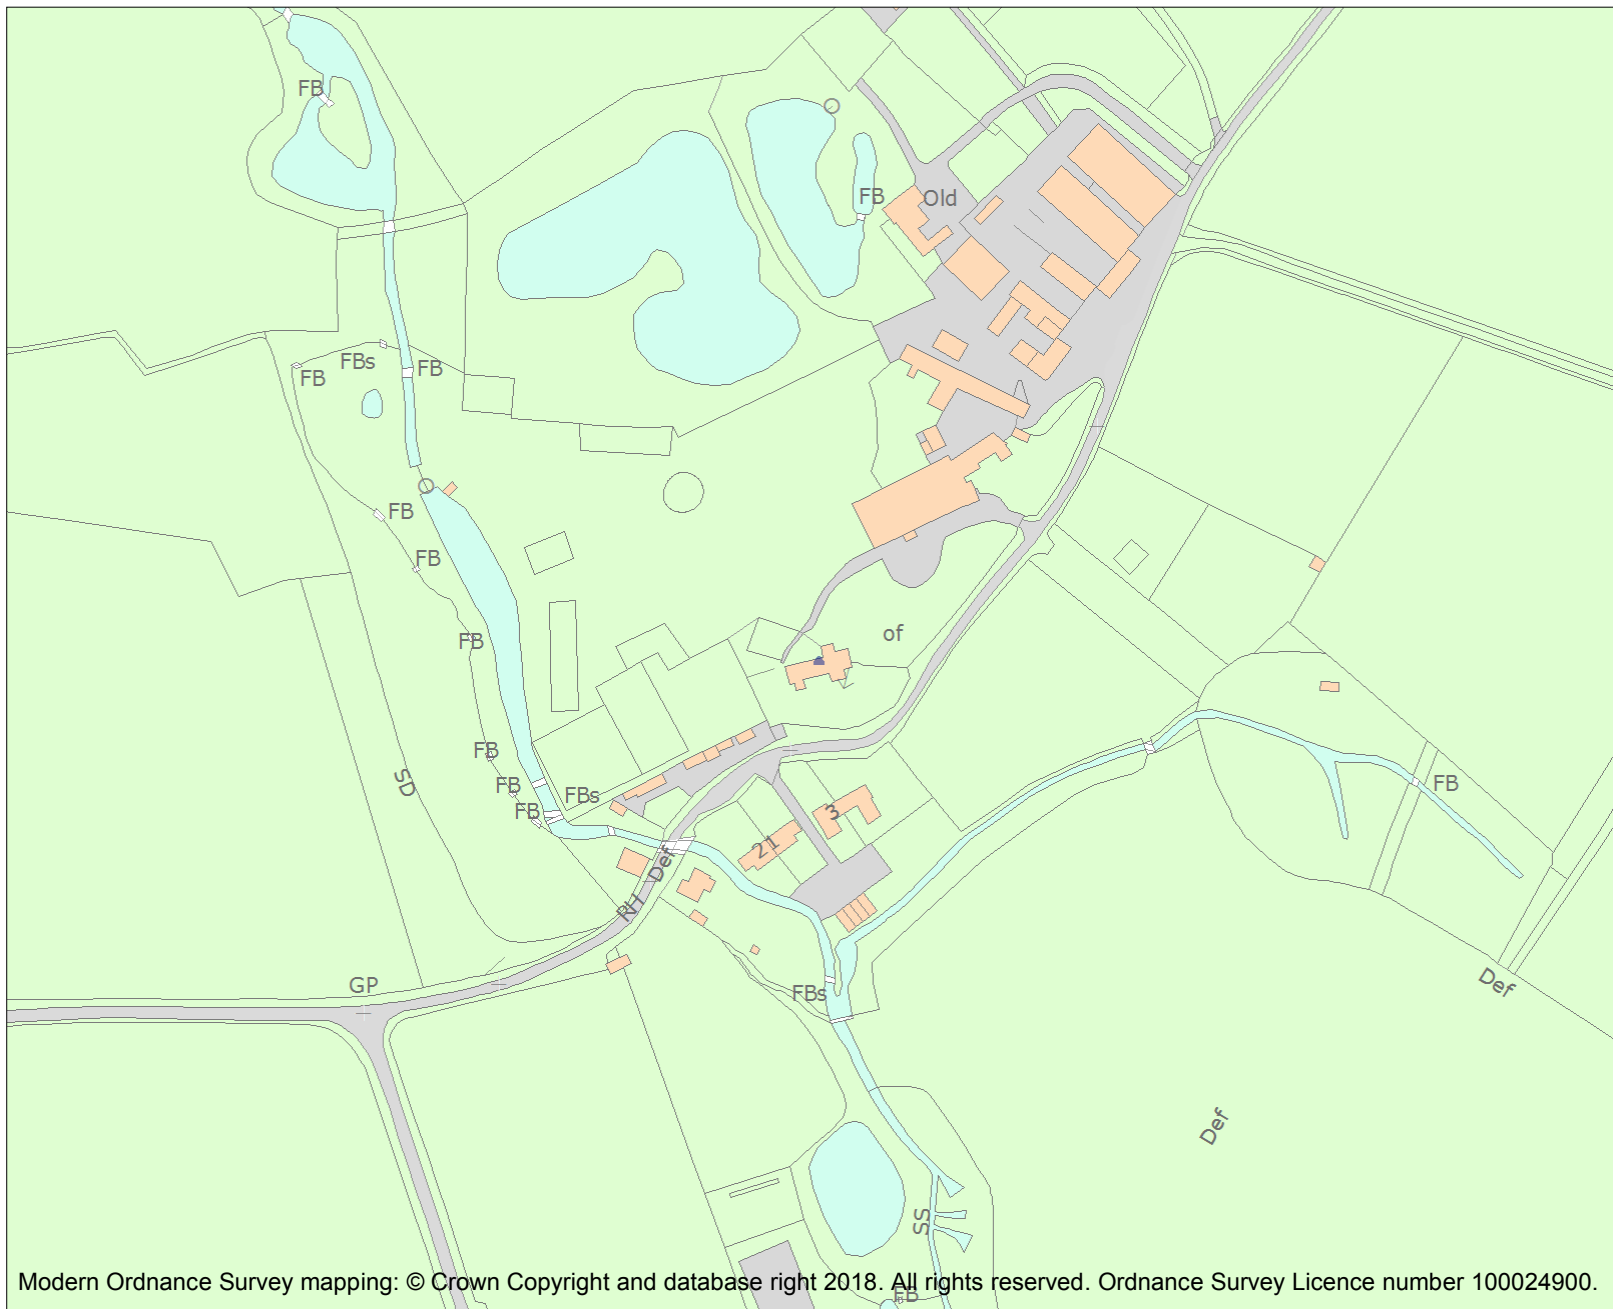 FB
FB
Old
FBs
FB
FB
FB
FB
of
FB
FB
SD
FB
FBs
FB
FB
3
21
Def
RH
GP
FBs
Def
Def
SS
FB
Modern Ordnance Survey mapping: © Crown Copyright and database right 2018. All rights reserved. Ordnance Survey Licence number 100024900.